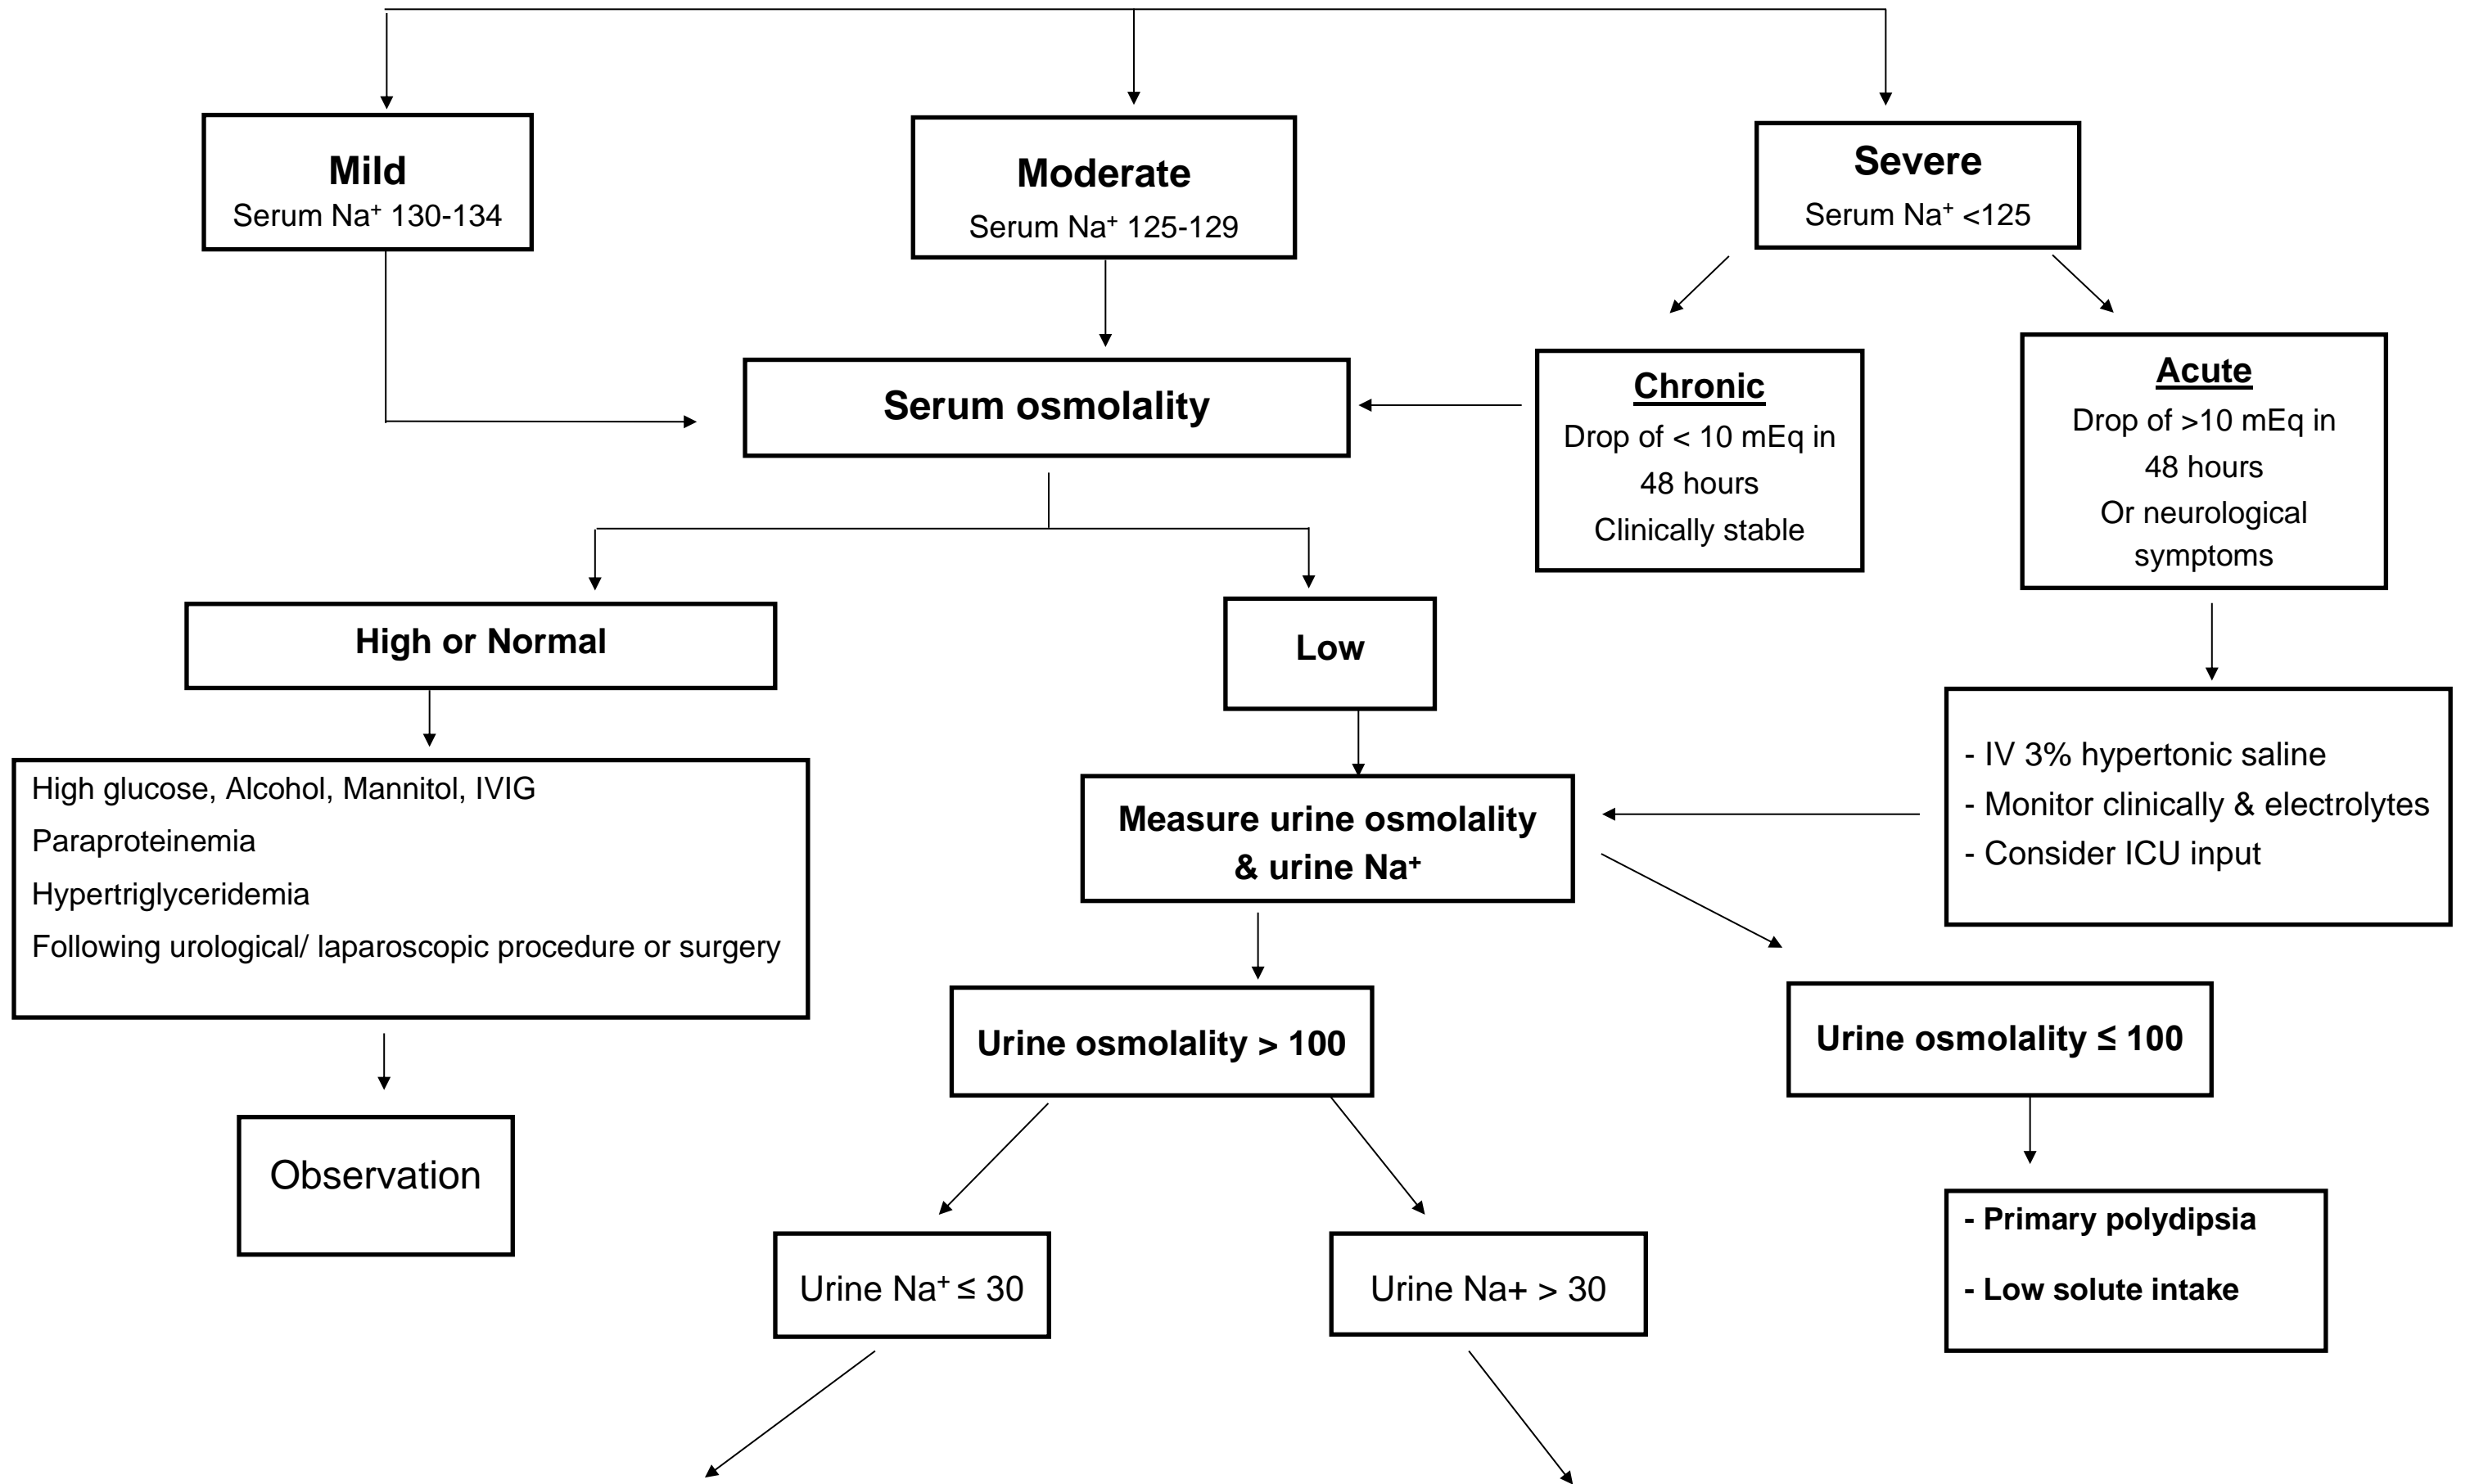 Mild
Serum Na⁺ 130-134
Moderate
Serum Na⁺ 125-129
Severe
Serum Na⁺ <125
Serum osmolality
Chronic
Drop of < 10 mEq in
48 hours
Clinically stable
Acute
Drop of >10 mEq in
48 hours
Or neurological
symptoms
High or Normal
Low
High glucose, Alcohol, Mannitol, IVIG
Paraproteinemia
Hypertriglyceridemia
Following urological/ laparoscopic procedure or surgery
Measure urine osmolality
& urine Na⁺
- IV 3% hypertonic saline
- Monitor clinically & electrolytes
- Consider ICU input
Observation
Urine osmolality > 100
Urine osmolality ≤ 100
Urine Na⁺ ≤ 30
Urine Na+ > 30
- Primary polydipsia
- Low solute intake